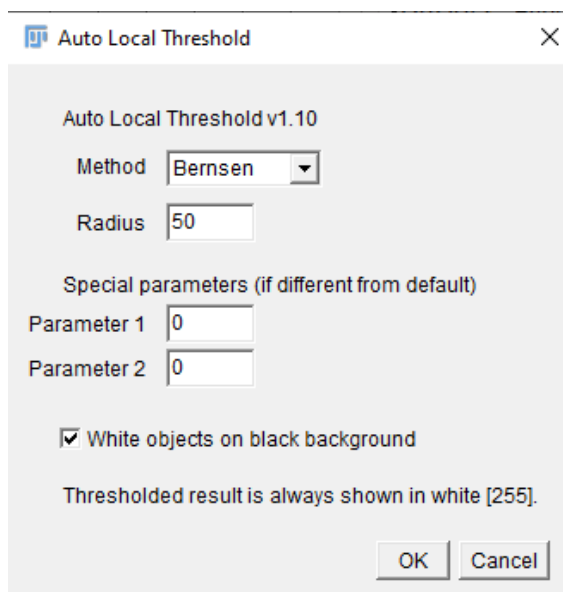 Auto Local Threshold
Auto Local Threshold v1.10
Method Bernsen
Radius 50
Special parameters (if different from default)
Parameter 1 0
Parameter 2 0
White objects on black background
Thresholded result is always shown in white [255].
OK Cancel